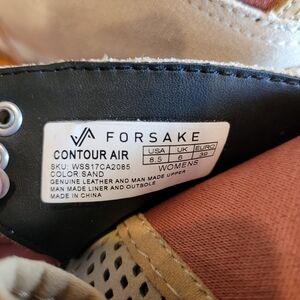 FORSAKE
CONTOUR AIR
USA UK EURO
8.5 6 39
SKU: WSS17CA2085
WOMENS
COLOR: SAND
GENUINE LEATHER AND MAN MADE UPPER
MAN MADE LINER AND OUTSOLE
MADE IN CHINA